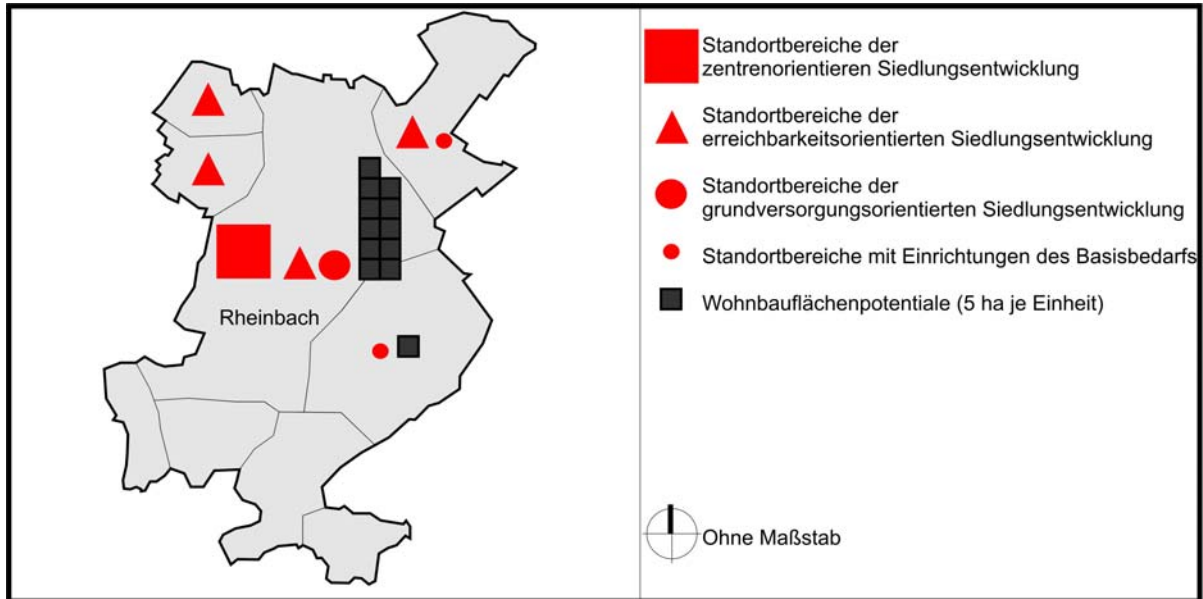 Standortbereiche der
zentrenorientieren Siedlungsentwicklung
Standortbereiche der
erreichbarkeitsorientierten Siedlungsentwicklung
Standortbereiche der
grundversorgungsorientierten Siedlungsentwicklung
Standortbereiche mit Einrichtungen des Basisbedarfs
Wohnbauflächenpotentiale (5 ha je Einheit)
Rheinbach
Ohne Maßstab